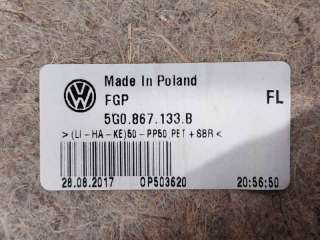 Made In Poland
FGP FL
5G0.867.133.B
> (LI - HA - KE)50 - PP50 PET + SBR <
28.08.2017 OP503620 20:56:50